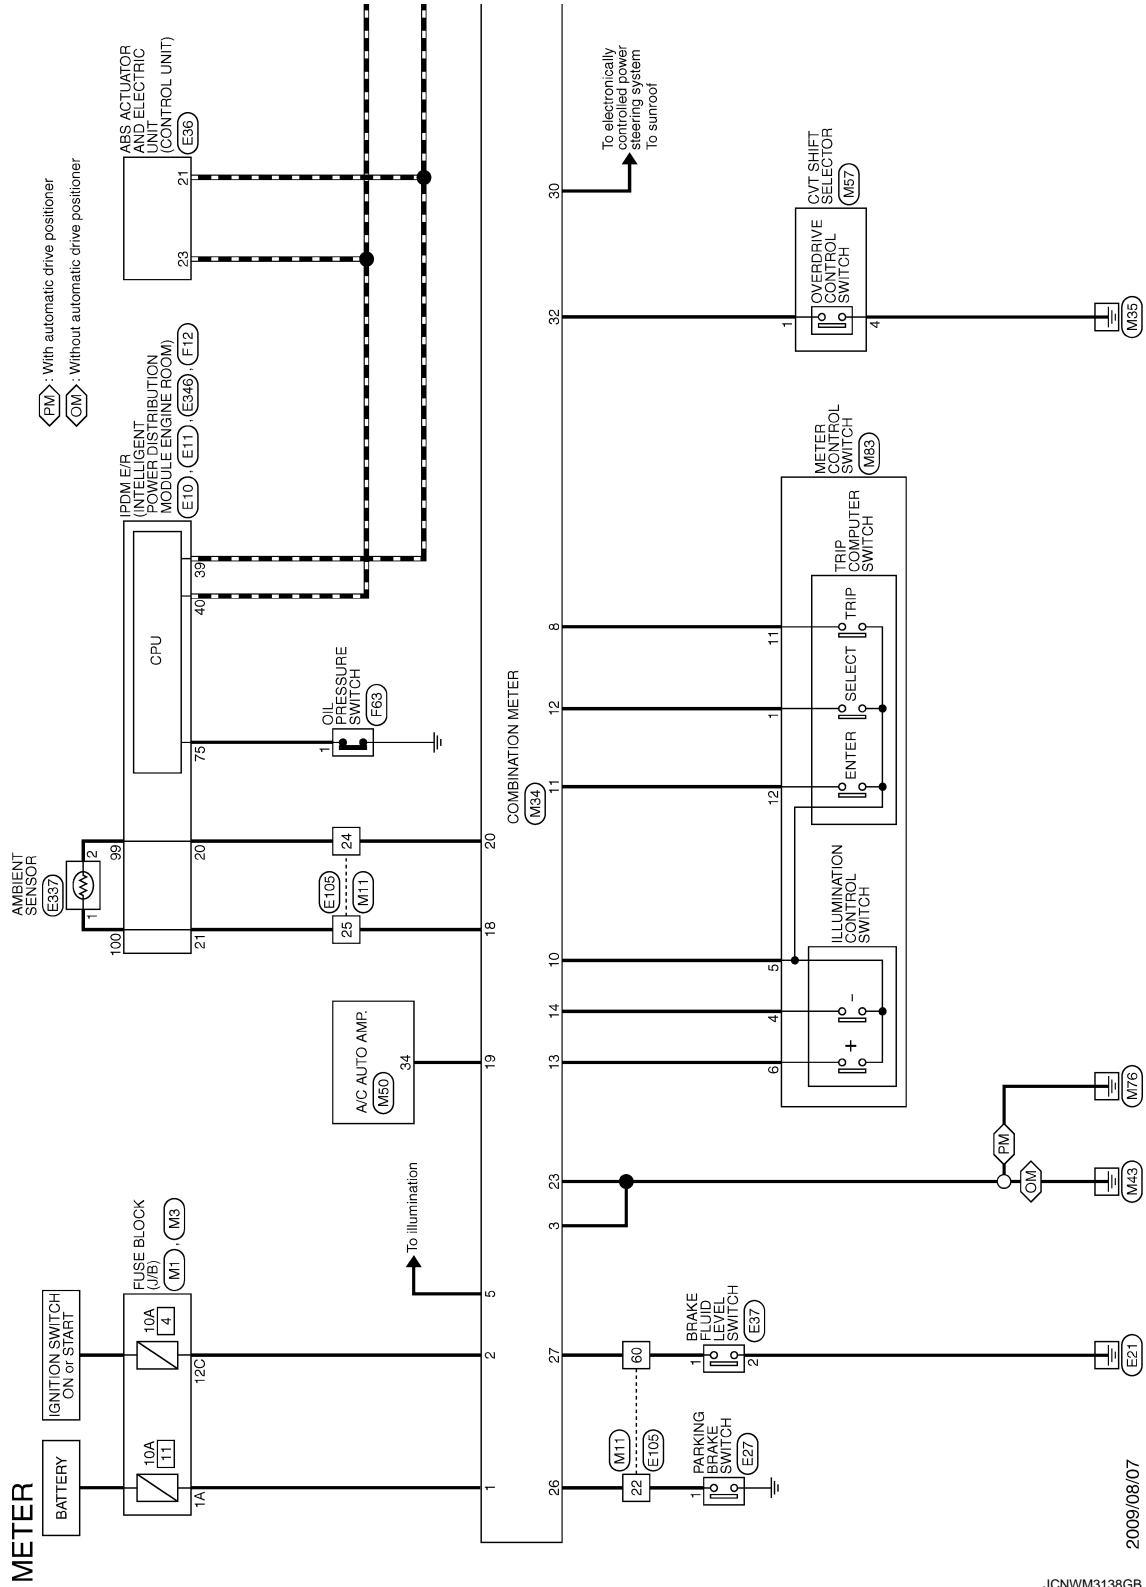 METER
BATTERY
IGNITION SWITCH
ON or START
10A
11
10A
4
FUSE BLOCK
(J/B)
M1 , M3
1A
12C
To illumination
A/C AUTO AMP.
M50
34
AMBIENT
SENSOR
E337
1
2
100
99
21
20
25
24
E105
M11
IPDM E/R
(INTELLIGENT
POWER DISTRIBUTION
MODULE ENGINE ROOM)
E10 , E11 , E346 , F12
CPU
75
40
39
1
OIL
PRESSURE
SWITCH
F63
PM : With automatic drive positioner
OM : Without automatic drive positioner
ABS ACTUATOR
AND ELECTRIC
UNIT
(CONTROL UNIT)
E36
23
21
1
2
5
19
18
20
COMBINATION METER
M34
26
27
3
23
13
14
10
11
12
8
32
30
To electronically
controlled power
steering system
To sunroof
M11
E105
22
60
1
PARKING
BRAKE
SWITCH
E27
1
2
BRAKE
FLUID
LEVEL
SWITCH
E37
PM
OM
6
4
5
12
1
11
+
-
ILLUMINATION
CONTROL
SWITCH
ENTER
SELECT
TRIP
TRIP
COMPUTER
SWITCH
METER
CONTROL
SWITCH
M83
1
4
OVERDRIVE
CONTROL
SWITCH
CVT SHIFT
SELECTOR
M57
E21
M43
M76
M35
2009/08/07
JCNWM3138GB